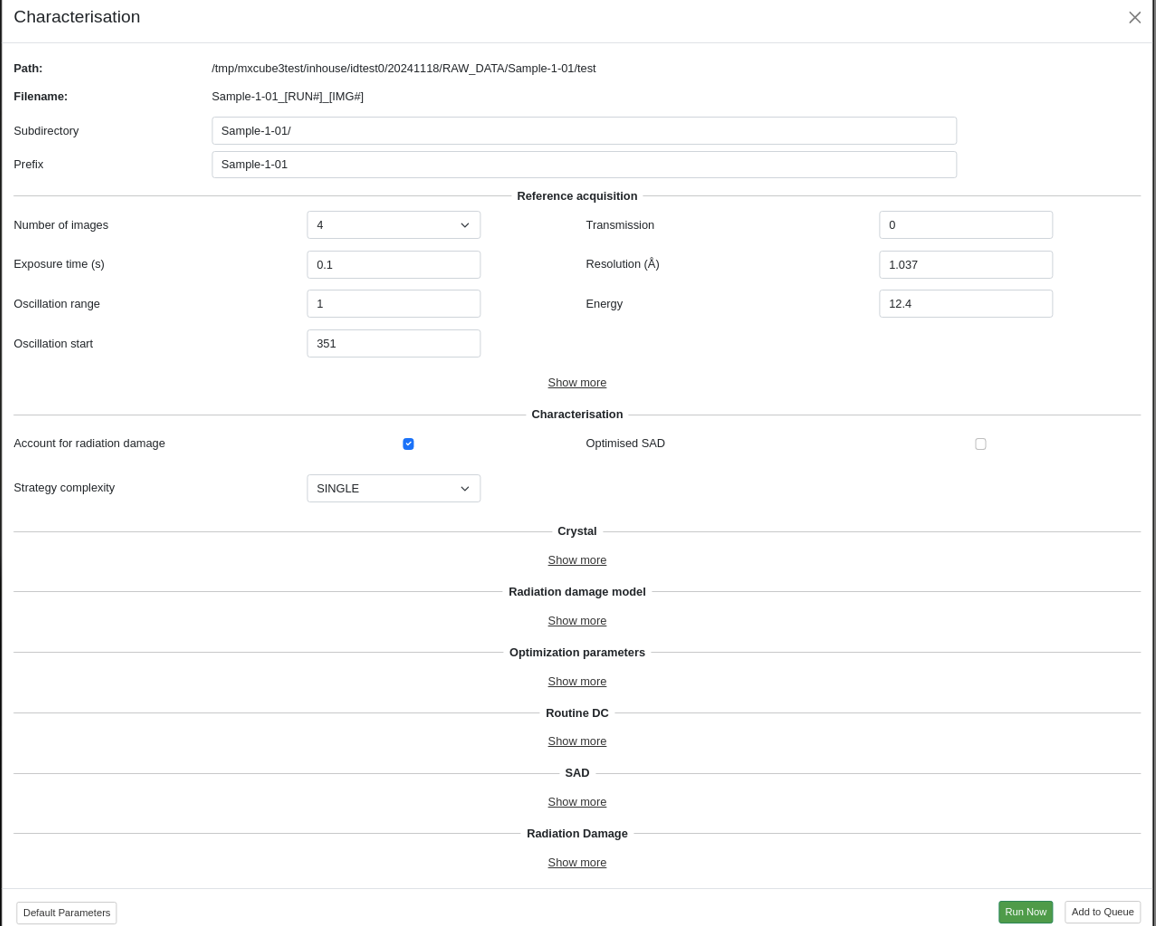 Characterisation
Path: /tmp/mxcube3test/inhouse/idtest0/20241118/RAW_DATA/Sample-1-01/test
Filename: Sample-1-01_[RUN#]_[IMG#]
Subdirectory Sample-1-01/
Prefix Sample-1-01
Reference acquisition
Number of images 4 Transmission 0
Exposure time (s) 0.1 Resolution (Å) 1.037
Oscillation range 1 Energy 12.4
Oscillation start 351
Show more
Characterisation
Account for radiation damage Optimised SAD
Strategy complexity SINGLE
Crystal
Show more
Radiation damage model
Show more
Optimization parameters
Show more
Routine DC
Show more
SAD
Show more
Radiation Damage
Show more
Default Parameters Run Now Add to Queue